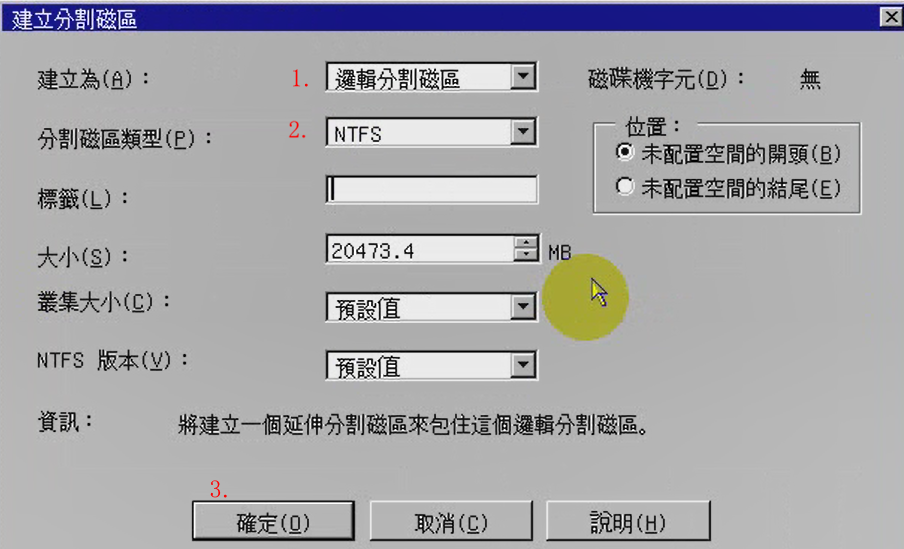 建立分割磁區
建立為(A)： 1. 邏輯分割磁區 磁碟機字元(D)： 無
分割磁區類型(P)： 2. NTFS 位置：
未配置空間的開頭(B)
標籤(L)： 未配置空間的結尾(E)
大小(S)： 20473.4 MB
叢集大小(C)： 預設值
NTFS 版本(V)： 預設值
資訊： 將建立一個延伸分割磁區來包住這個邏輯分割磁區。
3.
確定(O) 取消(C) 說明(H)